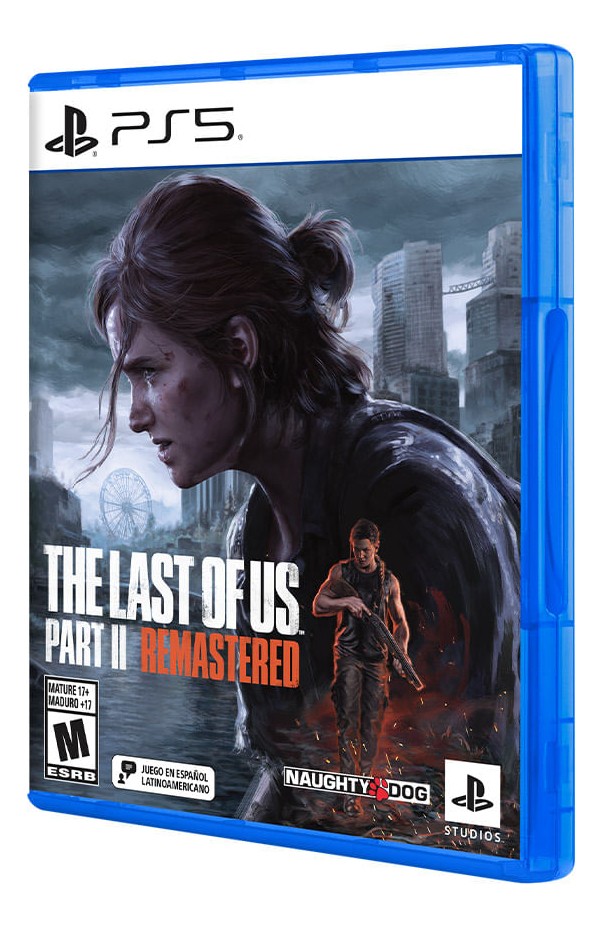 PS5
THE LAST OF US
PART II REMASTERED
MATURE 17+
MADURO +17
M
ESRB
JUEGO EN ESPAÑOL
LATINOAMERICANO
NAUGHTY DOG
STUDIOS